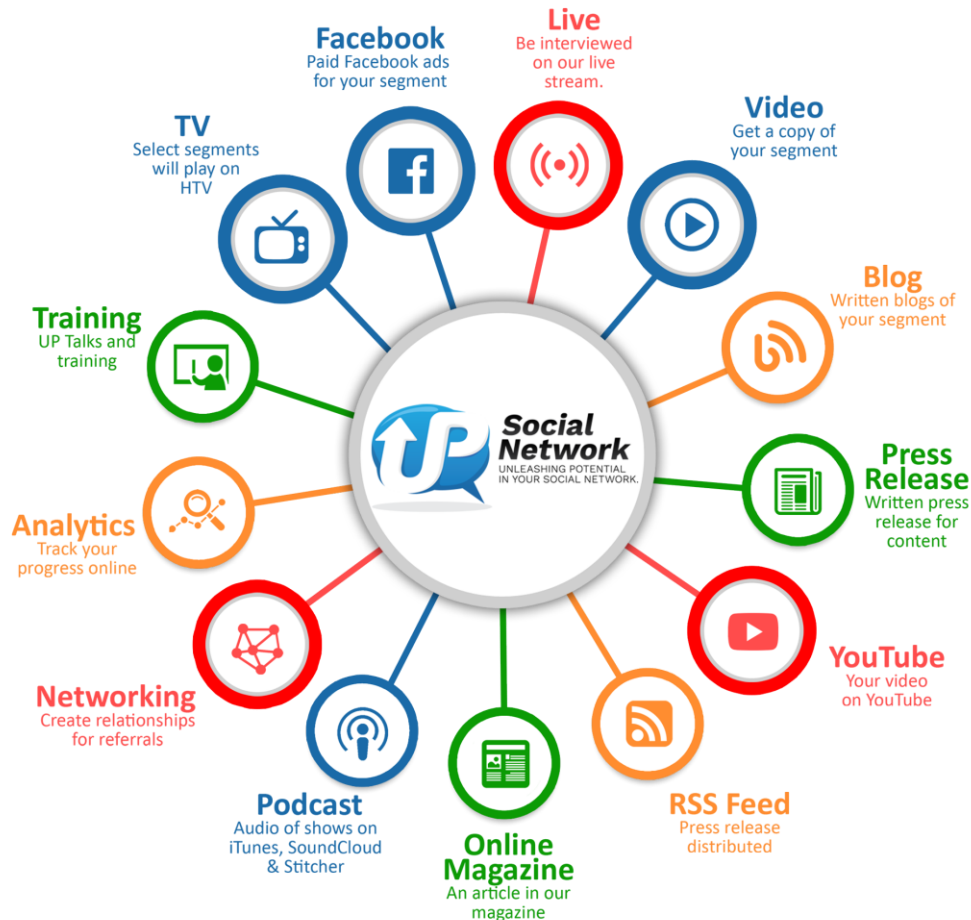 Live
Be interviewed
on our live
stream.
Video
Get a copy of
your segment
Blog
Written blogs of
your segment
Press
Release
Written press
release for
content
YouTube
Your video
on YouTube
RSS Feed
Press release
distributed
Online
Magazine
An article in our
magazine
Podcast
Audio of shows on
iTunes, SoundCloud
& Stitcher
Networking
Create relationships
for referrals
Analytics
Track your
progress online
Training
UP Talks and
training
TV
Select segments
will play on
HTV
Facebook
Paid Facebook ads
for your segment
UP
Social
Network
UNLEASHING POTENTIAL
IN YOUR SOCIAL NETWORK.